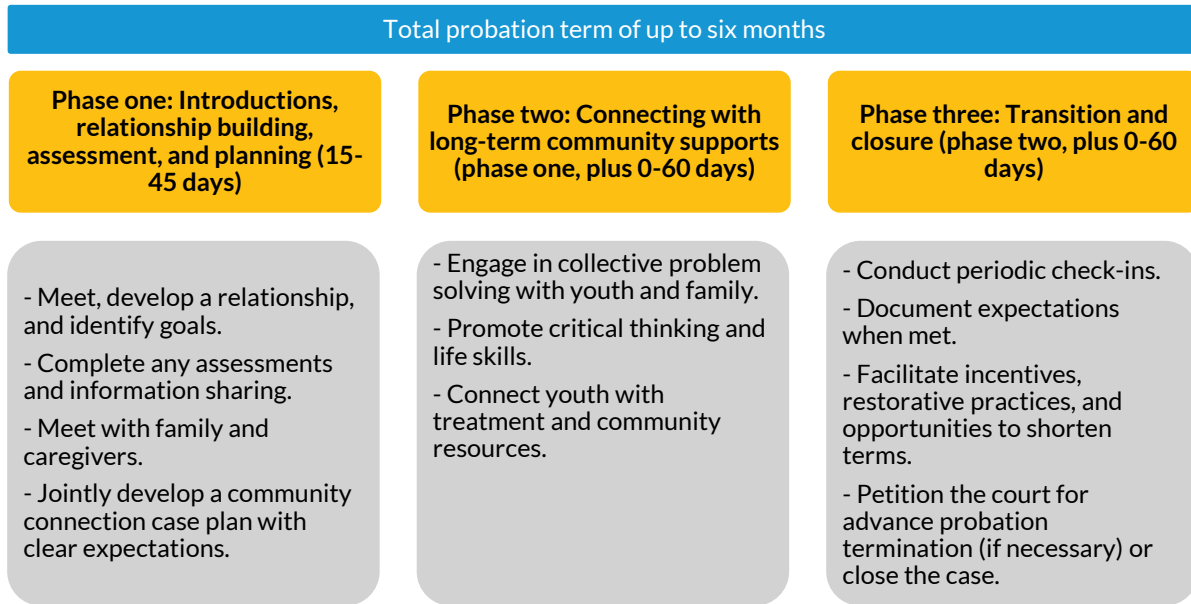 Total probation term of up to six months
Phase one: Introductions,
relationship building,
assessment, and planning (15-
45 days)
- Meet, develop a relationship,
and identify goals.
- Complete any assessments
and information sharing.
- Meet with family and
caregivers.
- Jointly develop a community
connection case plan with
clear expectations.
Phase two: Connecting with
long-term community supports
(phase one, plus 0-60 days)
- Engage in collective problem
solving with youth and family.
- Promote critical thinking and
life skills.
- Connect youth with
treatment and community
resources.
Phase three: Transition and
closure (phase two, plus 0-60
days)
- Conduct periodic check-ins.
- Document expectations
when met.
- Facilitate incentives,
restorative practices, and
opportunities to shorten
terms.
- Petition the court for
advance probation
termination (if necessary) or
close the case.